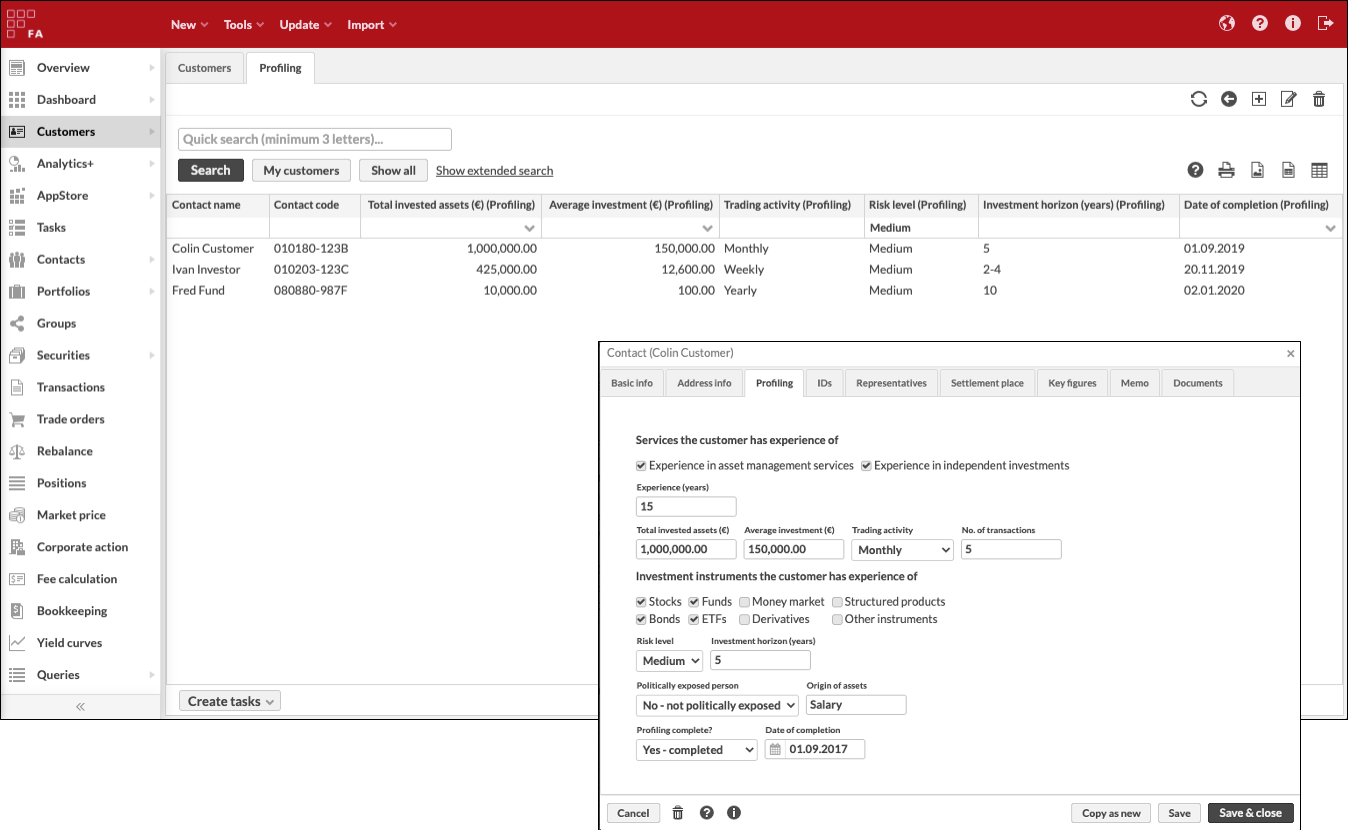 FA
New Tools Update Import
Overview
Dashboard
Customers
Analytics+
AppStore
Tasks
Contacts
Portfolios
Groups
Securities
Transactions
Trade orders
Rebalance
Positions
Market price
Corporate action
Fee calculation
Bookkeeping
Yield curves
Queries
Customers Profiling
Quick search (minimum 3 letters)...
Search My customers Show all Show extended search
Contact name Contact code Total invested assets (€) (Profiling) Average investment (€) (Profiling) Trading activity (Profiling) Risk level (Profiling) Investment horizon (years) (Profiling) Date of completion (Profiling)
Medium
Colin Customer 010180-123B 1,000,000.00 150,000.00 Monthly Medium 5 01.09.2019
Ivan Investor 010203-123C 425,000.00 12,600.00 Weekly Medium 2-4 20.11.2019
Fred Fund 080880-987F 10,000.00 100.00 Yearly Medium 10 02.01.2020
Create tasks
Contact (Colin Customer)
Basic info Address info Profiling IDs Representatives Settlement place Key figures Memo Documents
Services the customer has experience of
Experience in asset management services Experience in independent investments
Experience (years)
15
Total invested assets (€) Average investment (€) Trading activity No. of transactions
1,000,000.00 150,000.00 Monthly 5
Investment instruments the customer has experience of
Stocks Funds Money market Structured products
Bonds ETFs Derivatives Other instruments
Risk level Investment horizon (years)
Medium 5
Politically exposed person Origin of assets
No - not politically exposed Salary
Profiling complete? Date of completion
Yes - completed 01.09.2017
Cancel Copy as new Save Save & close